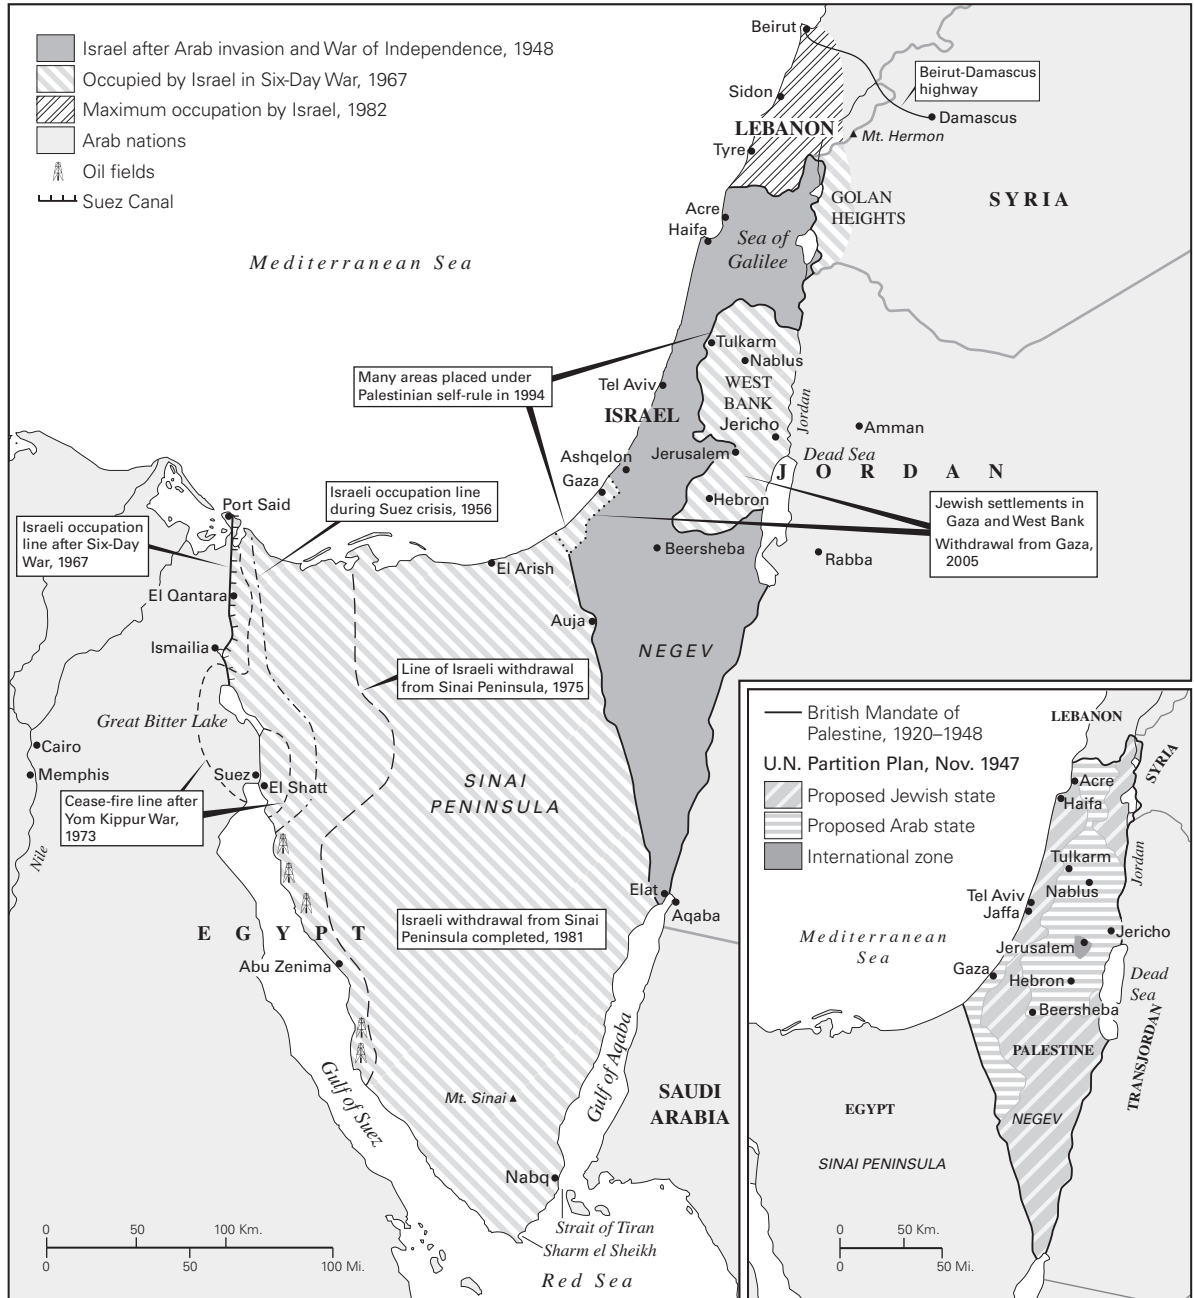 Israel after Arab invasion and War of Independence, 1948
Occupied by Israel in Six-Day War, 1967
Maximum occupation by Israel, 1982
Arab nations
Oil fields
Suez Canal
Beirut
Beirut-Damascus
highway
Sidon
Damascus
LEBANON
Mt. Hermon
Tyre
GOLAN
HEIGHTS
SYRIA
Acre
Haifa
Sea of
Galilee
Mediterranean Sea
Tulkarm
Nablus
Many areas placed under
Palestinian self-rule in 1994
Tel Aviv
WEST
BANK
ISRAEL
Jericho
Jordan
Amman
Jerusalem
Dead Sea
Ashqelon
JORDAN
Gaza
Hebron
Jewish settlements in
Gaza and West Bank
Withdrawal from Gaza,
2005
Port Said
Israeli occupation line
during Suez crisis, 1956
Israeli occupation
line after Six-Day
War, 1967
Beersheba
Rabba
El Arish
El Qantara
Auja
Ismailia
NEGEV
Line of Israeli withdrawal
from Sinai Peninsula, 1975
Great Bitter Lake
Cairo
Memphis
Suez
El Shatt
SINAI
PENINSULA
Cease-fire line after
Yom Kippur War,
1973
Nile
Elat
Aqaba
Israeli withdrawal from Sinai
Peninsula completed, 1981
EGYPT
Abu Zenima
Gulf of Suez
Gulf of Aqaba
Mt. Sinai
SAUDI
ARABIA
Nabq
Strait of Tiran
Sharm el Sheikh
Red Sea
0 50 100 Km.
0 50 100 Mi.
British Mandate of
Palestine, 1920–1948
U.N. Partition Plan, Nov. 1947
Proposed Jewish state
Proposed Arab state
International zone
LEBANON
SYRIA
Acre
Haifa
Tulkarm
Nablus
Jordan
Tel Aviv
Jaffa
Jericho
Mediterranean
Sea
Jerusalem
Gaza
Hebron
Dead
Sea
Beersheba
PALESTINE
TRANSJORDAN
EGYPT
NEGEV
SINAI PENINSULA
0 50 Km.
0 50 Mi.